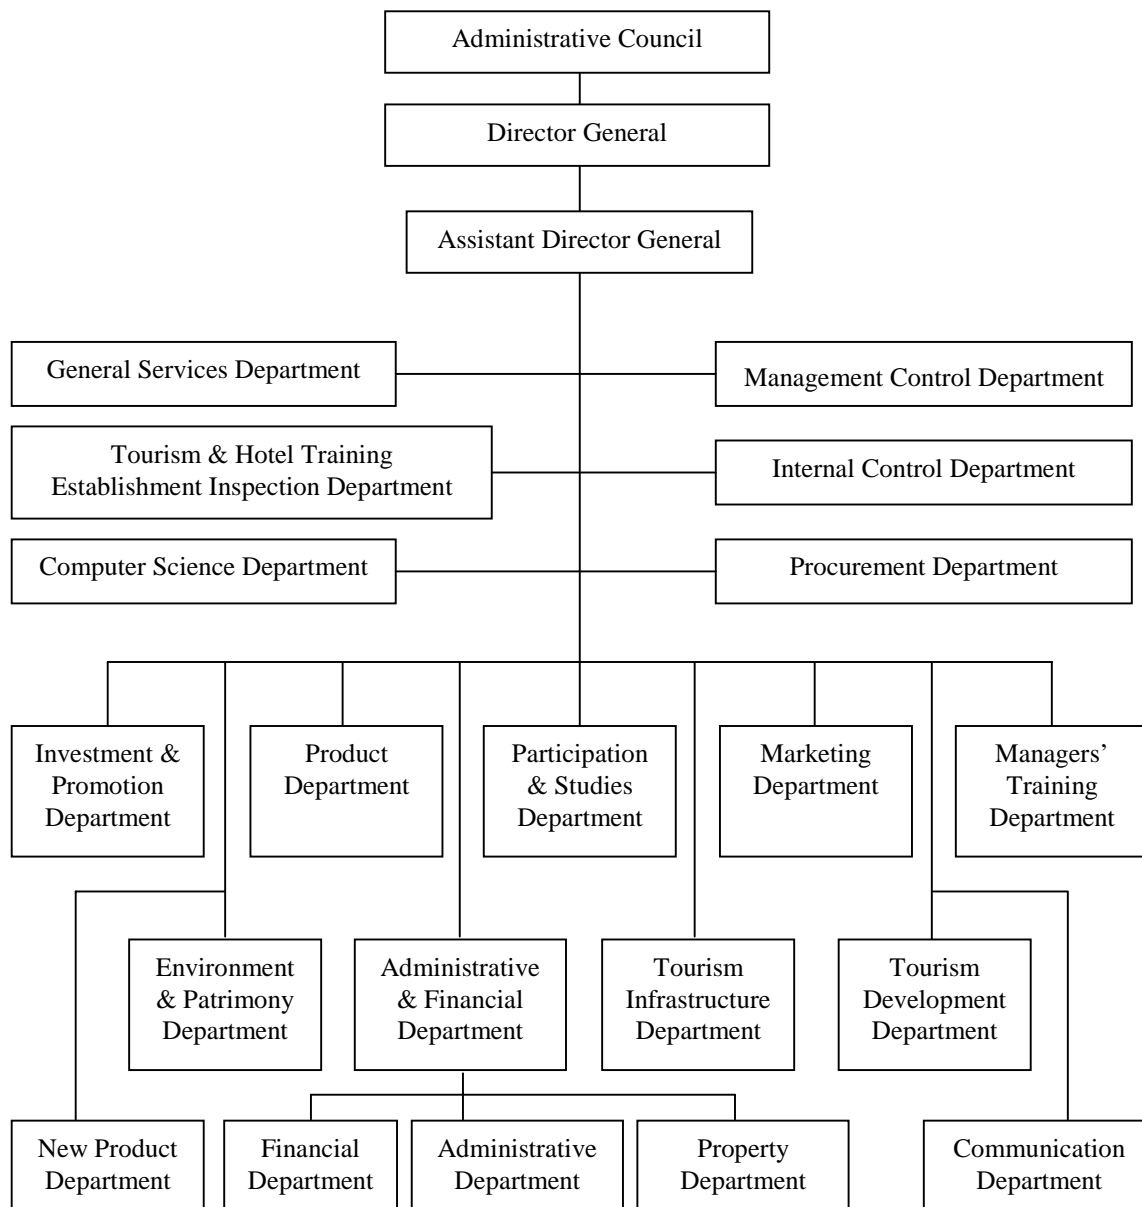 Administrative Council
Director General
Assistant Director General
General Services Department
Management Control Department
Tourism & Hotel Training
Establishment Inspection Department
Internal Control Department
Computer Science Department
Procurement Department
Investment &
Promotion
Department
Product
Department
Participation
& Studies
Department
Marketing
Department
Managers’
Training
Department
Environment
& Patrimony
Department
Administrative
& Financial
Department
Tourism
Infrastructure
Department
Tourism
Development
Department
New Product
Department
Financial
Department
Administrative
Department
Property
Department
Communication
Department